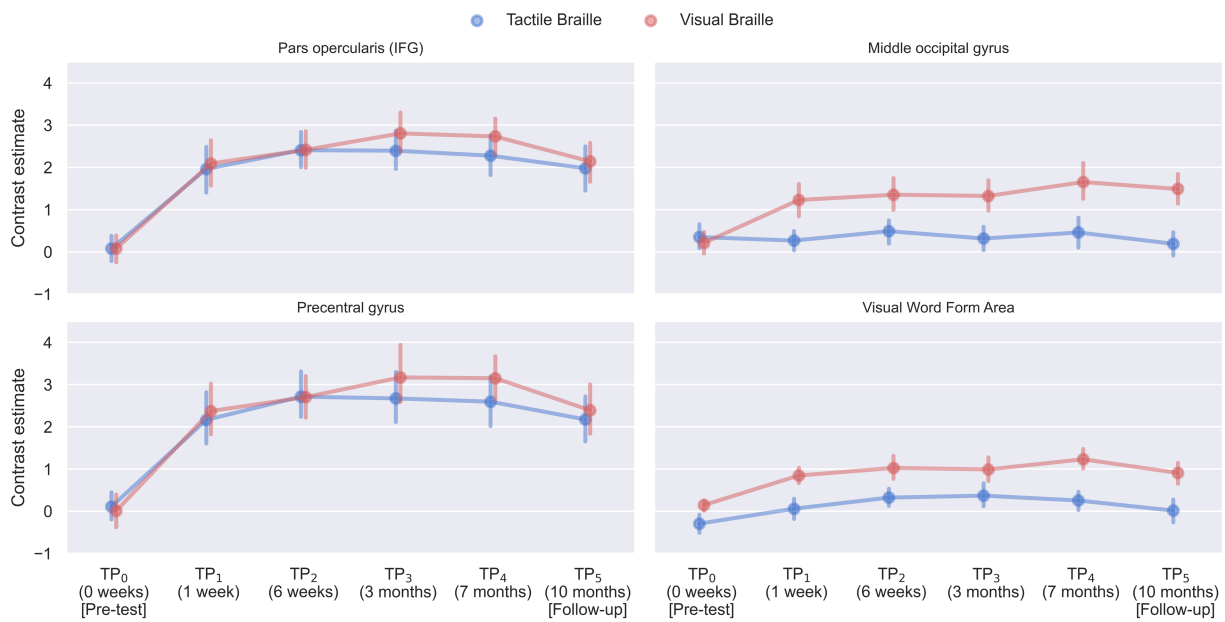 Tactile Braille Visual Braille
Pars opercularis (IFG) Middle occipital gyrus
4
3
2
1
0
−1
Contrast estimate
Precentral gyrus Visual Word Form Area
4
3
2
1
0
−1
Contrast estimate
TP₀ TP₁ TP₂ TP₃ TP₄ TP₅ TP₀ TP₁ TP₂ TP₃ TP₄ TP₅
(0 weeks) (1 week) (6 weeks) (3 months) (7 months) (10 months) (0 weeks) (1 week) (6 weeks) (3 months) (7 months) (10 months)
[Pre-test] [Follow-up] [Pre-test] [Follow-up]